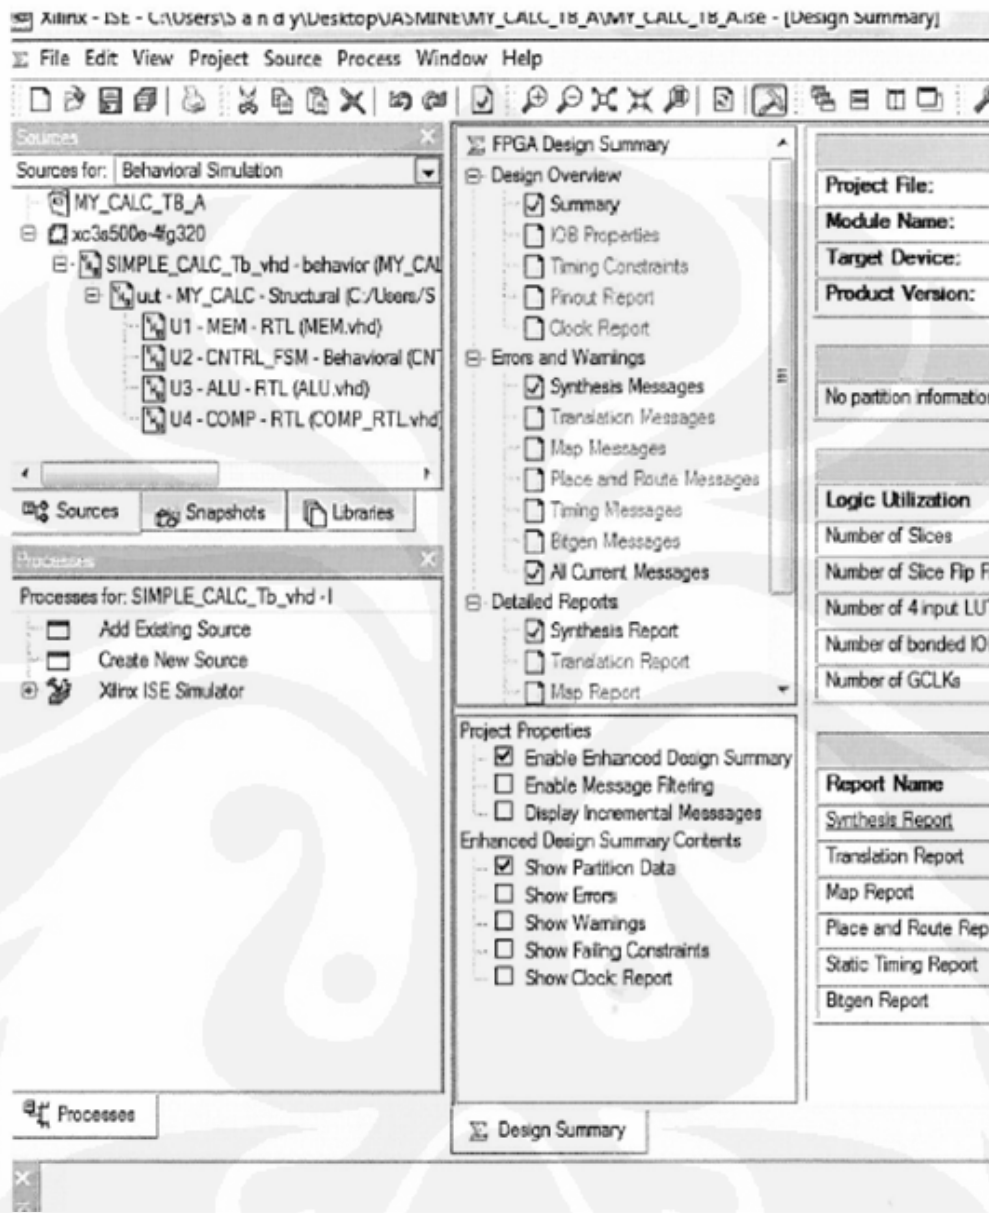 Xilinx - ISE - C:\Users\S a n d y\Desktop\JASMINE\MY_CALC_TB_A\MY_CALC_TB_A.ise - [Design Summary]
File Edit View Project Source Process Window Help
Sources
Sources for: Behavioral Simulation
MY_CALC_TB_A
xc3s500e-4fg320
SIMPLE_CALC_Tb_vhd - behavior (MY_CAL
uut - MY_CALC - Structural (C:/Users/S
U1 - MEM - RTL (MEM.vhd)
U2 - CNTRL_FSM - Behavioral (CNT
U3 - ALU - RTL (ALU.vhd)
U4 - COMP - RTL (COMP_RTL.vhd)
Sources
Snapshots
Libraries
Processes
Processes for: SIMPLE_CALC_Tb_vhd - I
Add Existing Source
Create New Source
Xilinx ISE Simulator
Processes
FPGA Design Summary
Design Overview
Summary
IOB Properties
Timing Constraints
Pinout Report
Clock Report
Errors and Warnings
Synthesis Messages
Translation Messages
Map Messages
Place and Route Messages
Timing Messages
Bitgen Messages
All Current Messages
Detailed Reports
Synthesis Report
Translation Report
Map Report
Project Properties
Enable Enhanced Design Summary
Enable Message Filtering
Display Incremental Messsages
Enhanced Design Summary Contents
Show Partition Data
Show Errors
Show Warnings
Show Failing Constraints
Show Clock Report
Design Summary
Project File:
Module Name:
Target Device:
Product Version:
No partition information
Logic Utilization
Number of Slices
Number of Slice Flip F
Number of 4 input LUT
Number of bonded IO
Number of GCLKs
Report Name
Synthesis Report
Translation Report
Map Report
Place and Route Rep
Static Timing Report
Bitgen Report